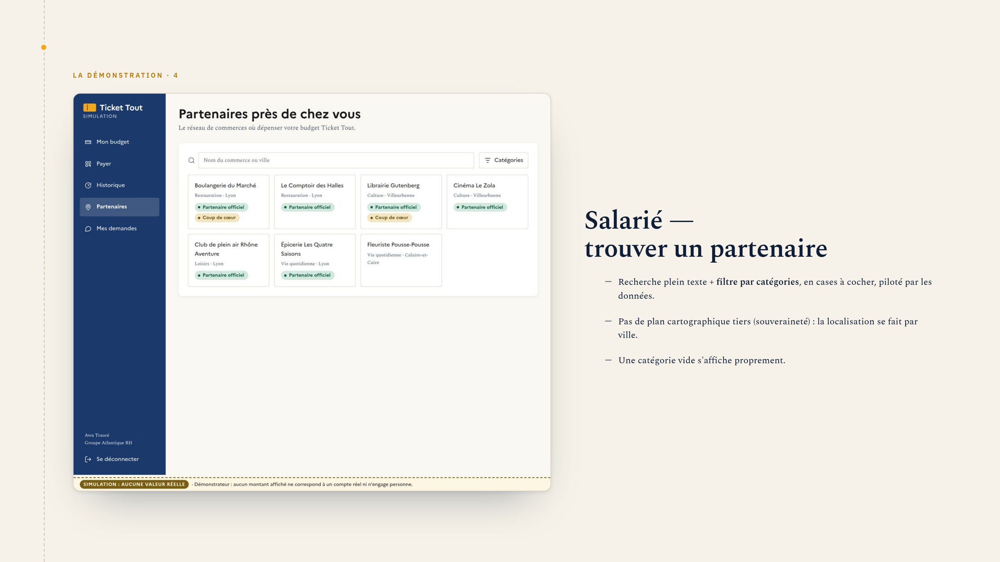 LA DÉMONSTRATION · 4
Ticket Tout
SIMULATION
Mon budget
Payer
Historique
Partenaires
Mes demandes
Awa Traoré
Groupe Atlantique RH
Se déconnecter
Partenaires près de chez vous
Le réseau de commerces où dépenser votre budget Ticket Tout.
Nom du commerce ou ville
Catégories
Boulangerie du Marché
Restauration · Lyon
Partenaire officiel
Coup de cœur
Le Comptoir des Halles
Restauration · Lyon
Partenaire officiel
Librairie Gutenberg
Culture · Villeurbanne
Partenaire officiel
Coup de cœur
Cinéma Le Zola
Culture · Villeurbanne
Partenaire officiel
Club de plein air Rhône
Aventure
Loisirs · Lyon
Partenaire officiel
Épicerie Les Quatre
Saisons
Vie quotidienne · Lyon
Partenaire officiel
Fleuriste Pousse-Pousse
Vie quotidienne · Caluire-et-
Cuire
SIMULATION : AUCUNE VALEUR RÉELLE · Démonstrateur : aucun montant affiché ne correspond à un compte réel ni n'engage personne.
Salarié —
trouver un partenaire
— Recherche plein texte + filtre par catégories, en cases à cocher, piloté par les
données.
— Pas de plan cartographique tiers (souveraineté) : la localisation se fait par
ville.
— Une catégorie vide s'affiche proprement.